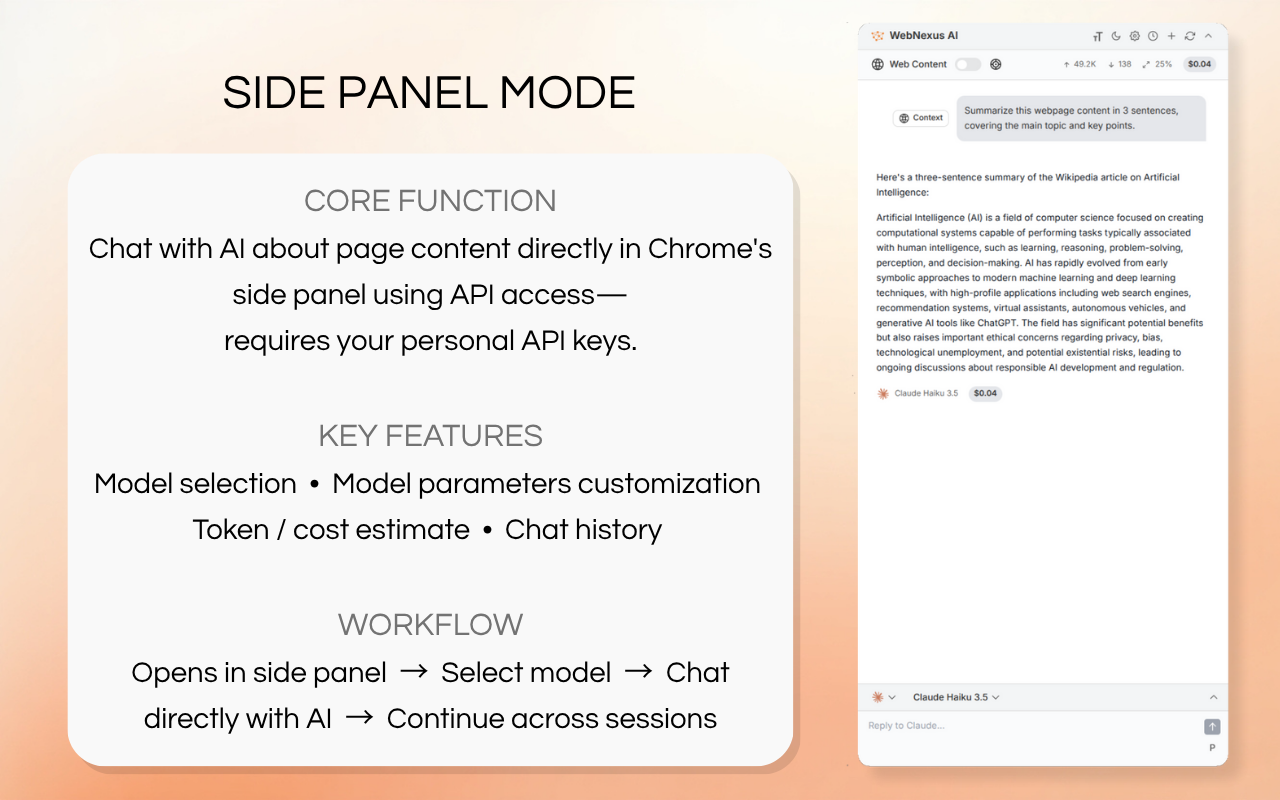 SIDE PANEL MODE
CORE FUNCTION
Chat with AI about page content directly in Chrome's
side panel using API access—
requires your personal API keys.
KEY FEATURES
Model selection • Model parameters customization
Token / cost estimate • Chat history
WORKFLOW
Opens in side panel → Select model → Chat
directly with AI → Continue across sessions
WebNexus AI
Web Content ↑ 49.2K ↓ 138 25% $0.04
Context
Summarize this webpage content in 3 sentences,
covering the main topic and key points.
Here's a three-sentence summary of the Wikipedia article on Artificial
Intelligence:
Artificial Intelligence (AI) is a field of computer science focused on creating
computational systems capable of performing tasks typically associated
with human intelligence, such as learning, reasoning, problem-solving,
perception, and decision-making. AI has rapidly evolved from early
symbolic approaches to modern machine learning and deep learning
techniques, with high-profile applications including web search engines,
recommendation systems, virtual assistants, autonomous vehicles, and
generative AI tools like ChatGPT. The field has significant potential benefits
but also raises important ethical concerns regarding privacy, bias,
technological unemployment, and potential existential risks, leading to
ongoing discussions about responsible AI development and regulation.
Claude Haiku 3.5 $0.04
Claude Haiku 3.5
Reply to Claude...
P